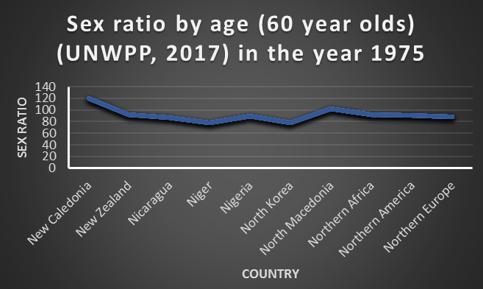 Sex ratio by age (60 year olds)
(UNWPP, 2017) in the year 1975
SEX RATIO
140
120
100
80
60
40
20
0
New Caledonia
New Zealand
Nicaragua
Niger
Nigeria
North Korea
North Macedonia
Northern Africa
Northern America
Northern Europe
COUNTRY